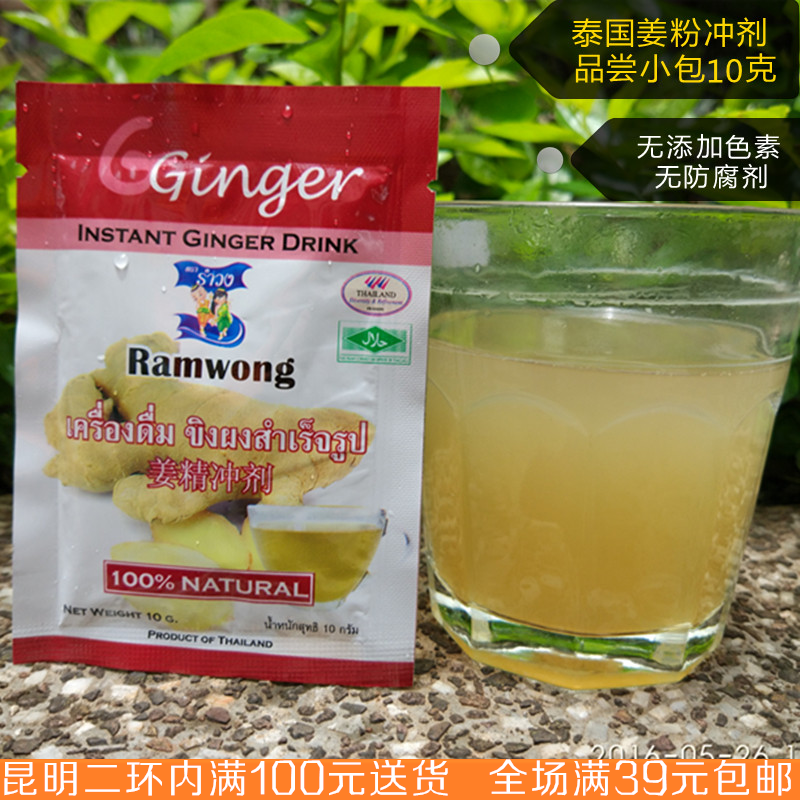 泰国姜粉冲剂
品尝小包10克
无添加色素
无防腐剂
Ginger
INSTANT GINGER DRINK
ตรา
รำวง
THAILAND
Ramwong
حلال
เครื่องดื่ม ขิงผงสำเร็จรูป
姜精冲剂
100% NATURAL
NET WEIGHT 10 G.
น้ำหนักสุทธิ 10 กรัม
PRODUCT OF THAILAND
2016-05-26 1
昆明二环内满100元送货 全场满39元包邮